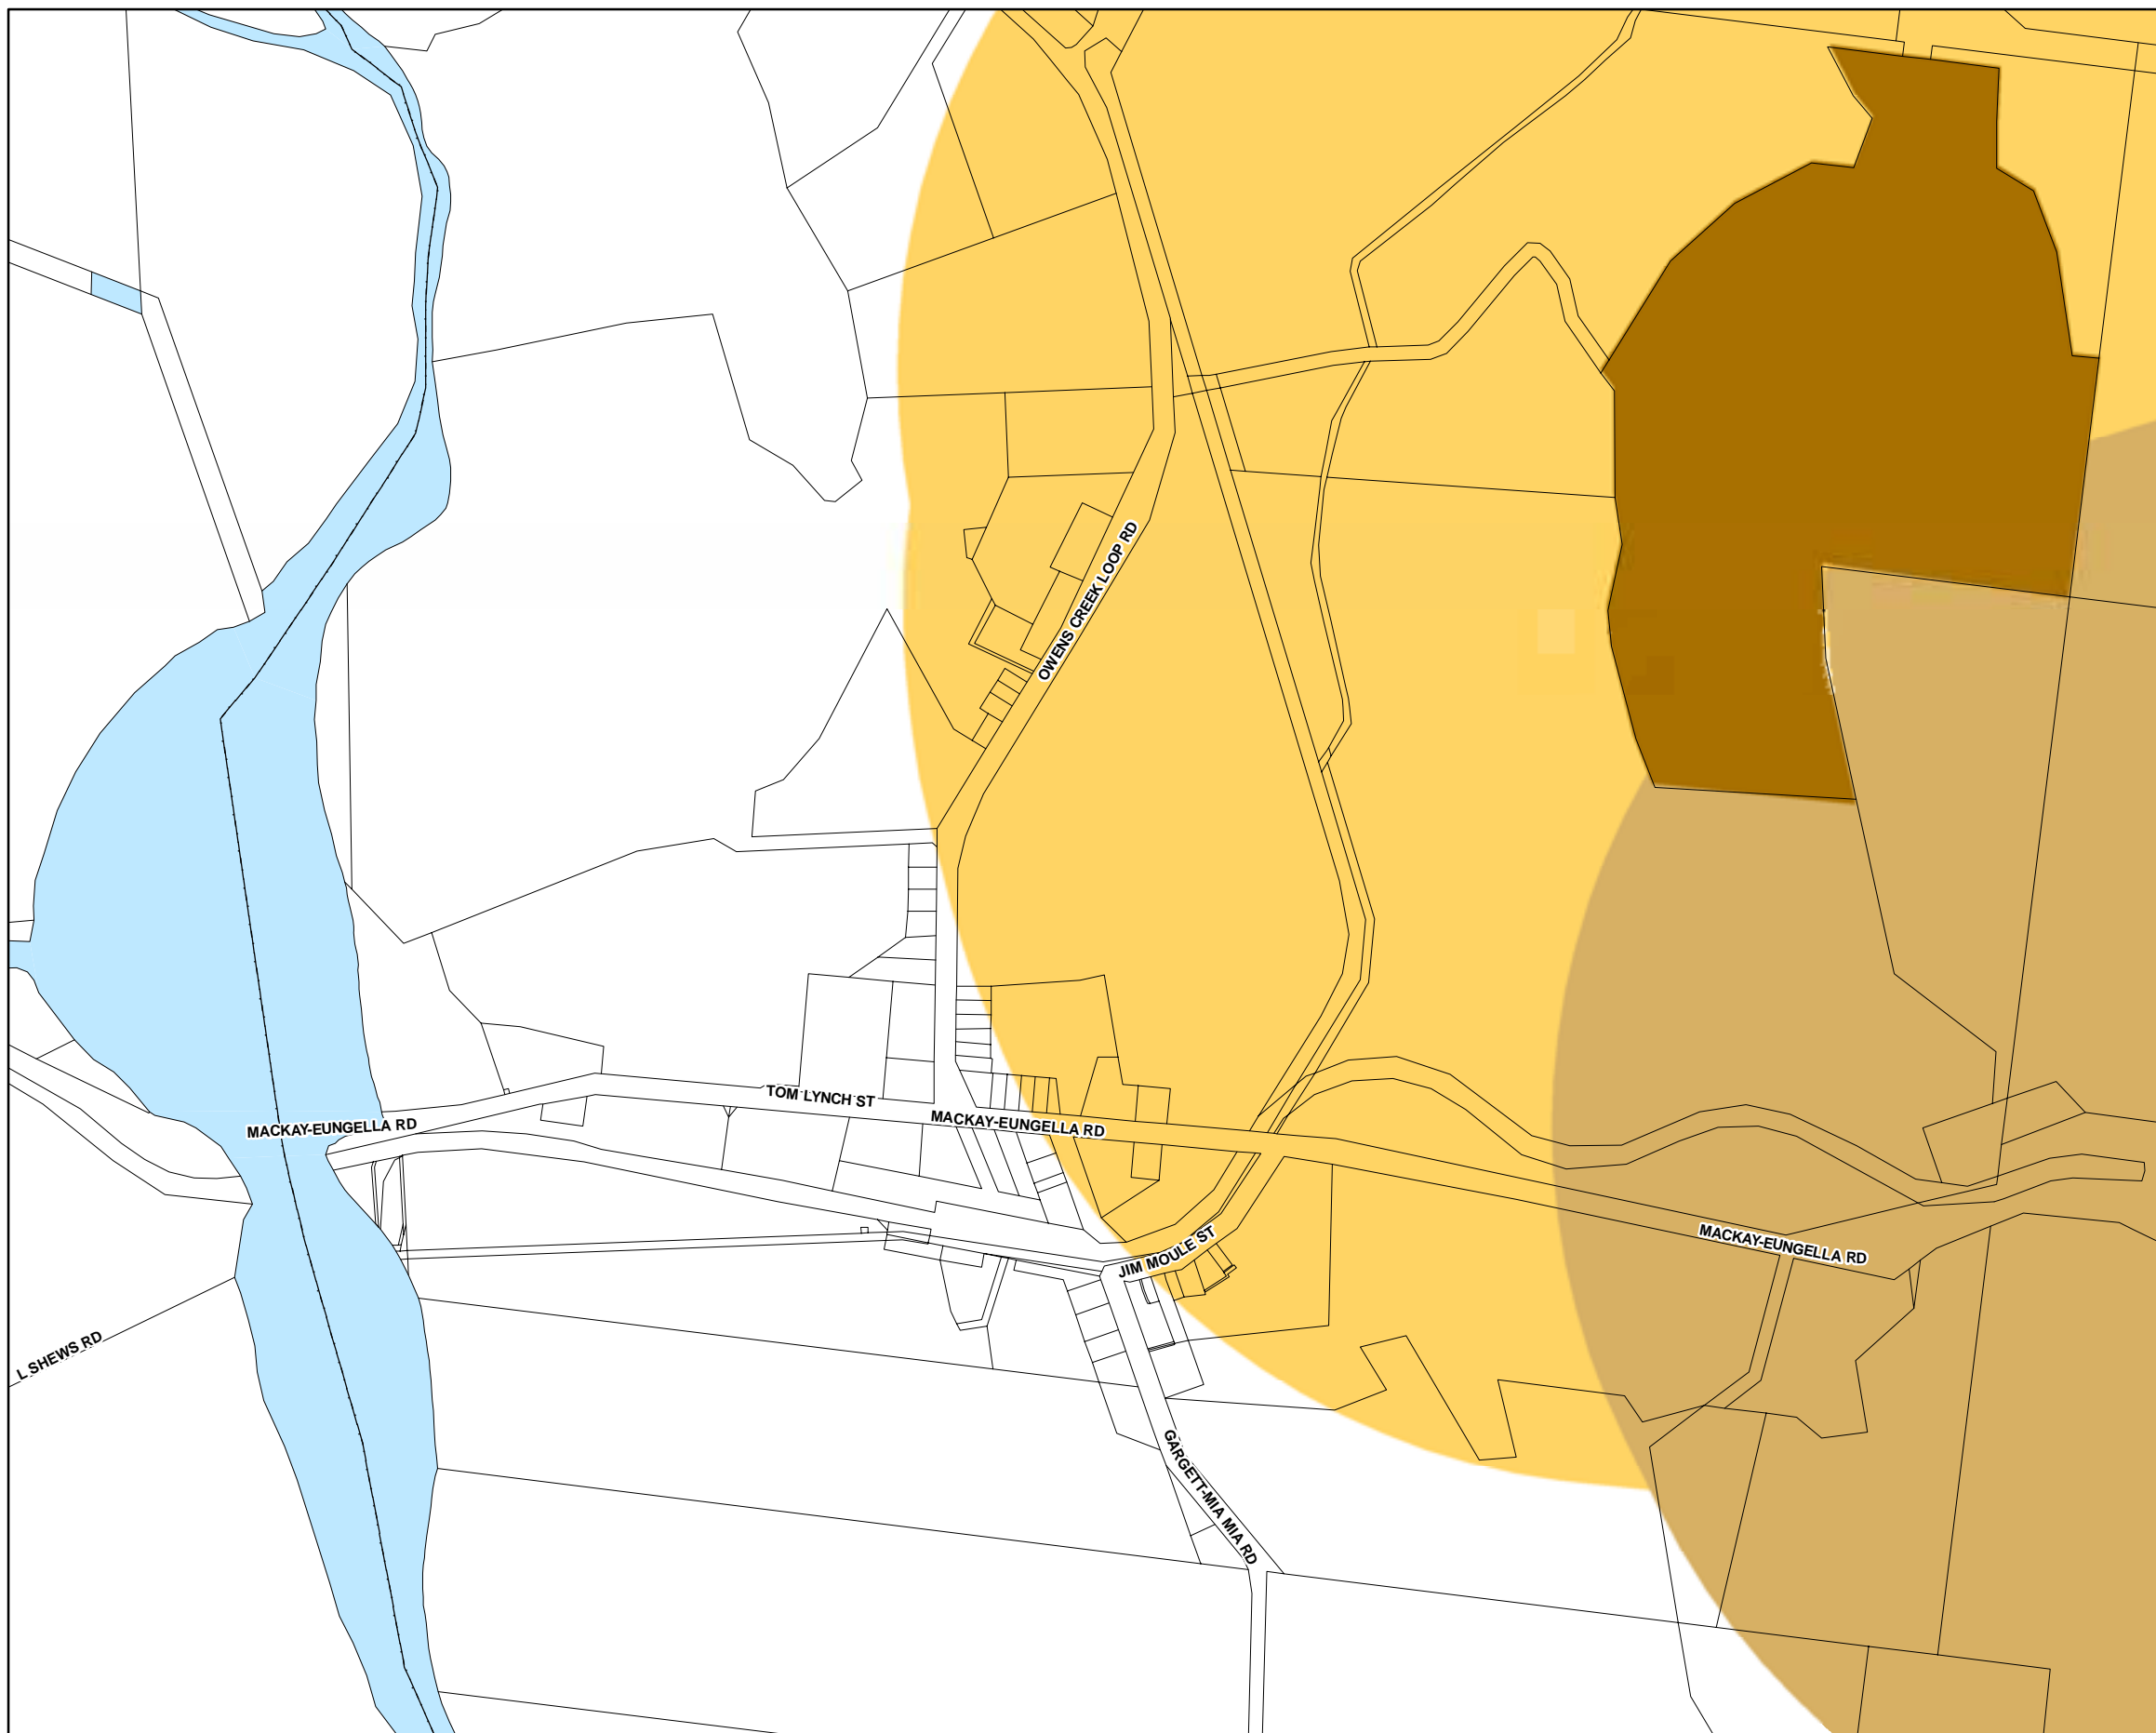 OWENS CREEK LOOP RD
TOM LYNCH ST
MACKAY-EUNGELLA RD
MACKAY-EUNGELLA RD
JIM MOULE ST
MACKAY-EUNGELLA RD
L SHEWS RD
GARGETT-MIA MIA RD